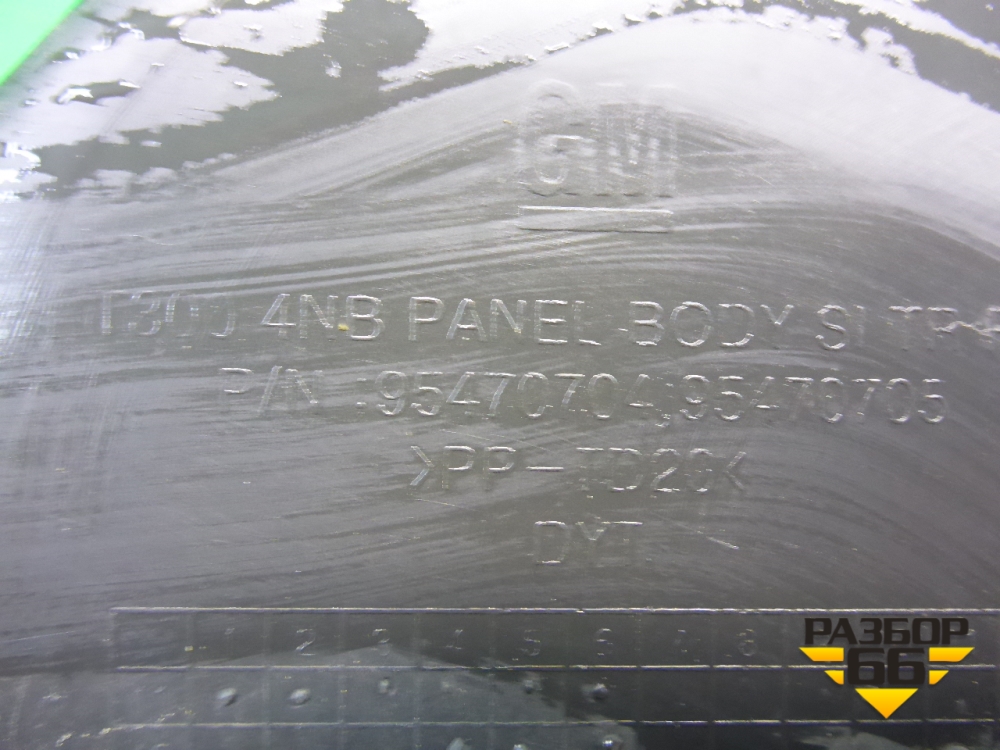 GM
T300 4NB PANEL BODY SI TR-
P/N :95470704;95470705
>PP-TD20<
DYT
1 2 3 4 5 6 7 8
РАЗБОР
66